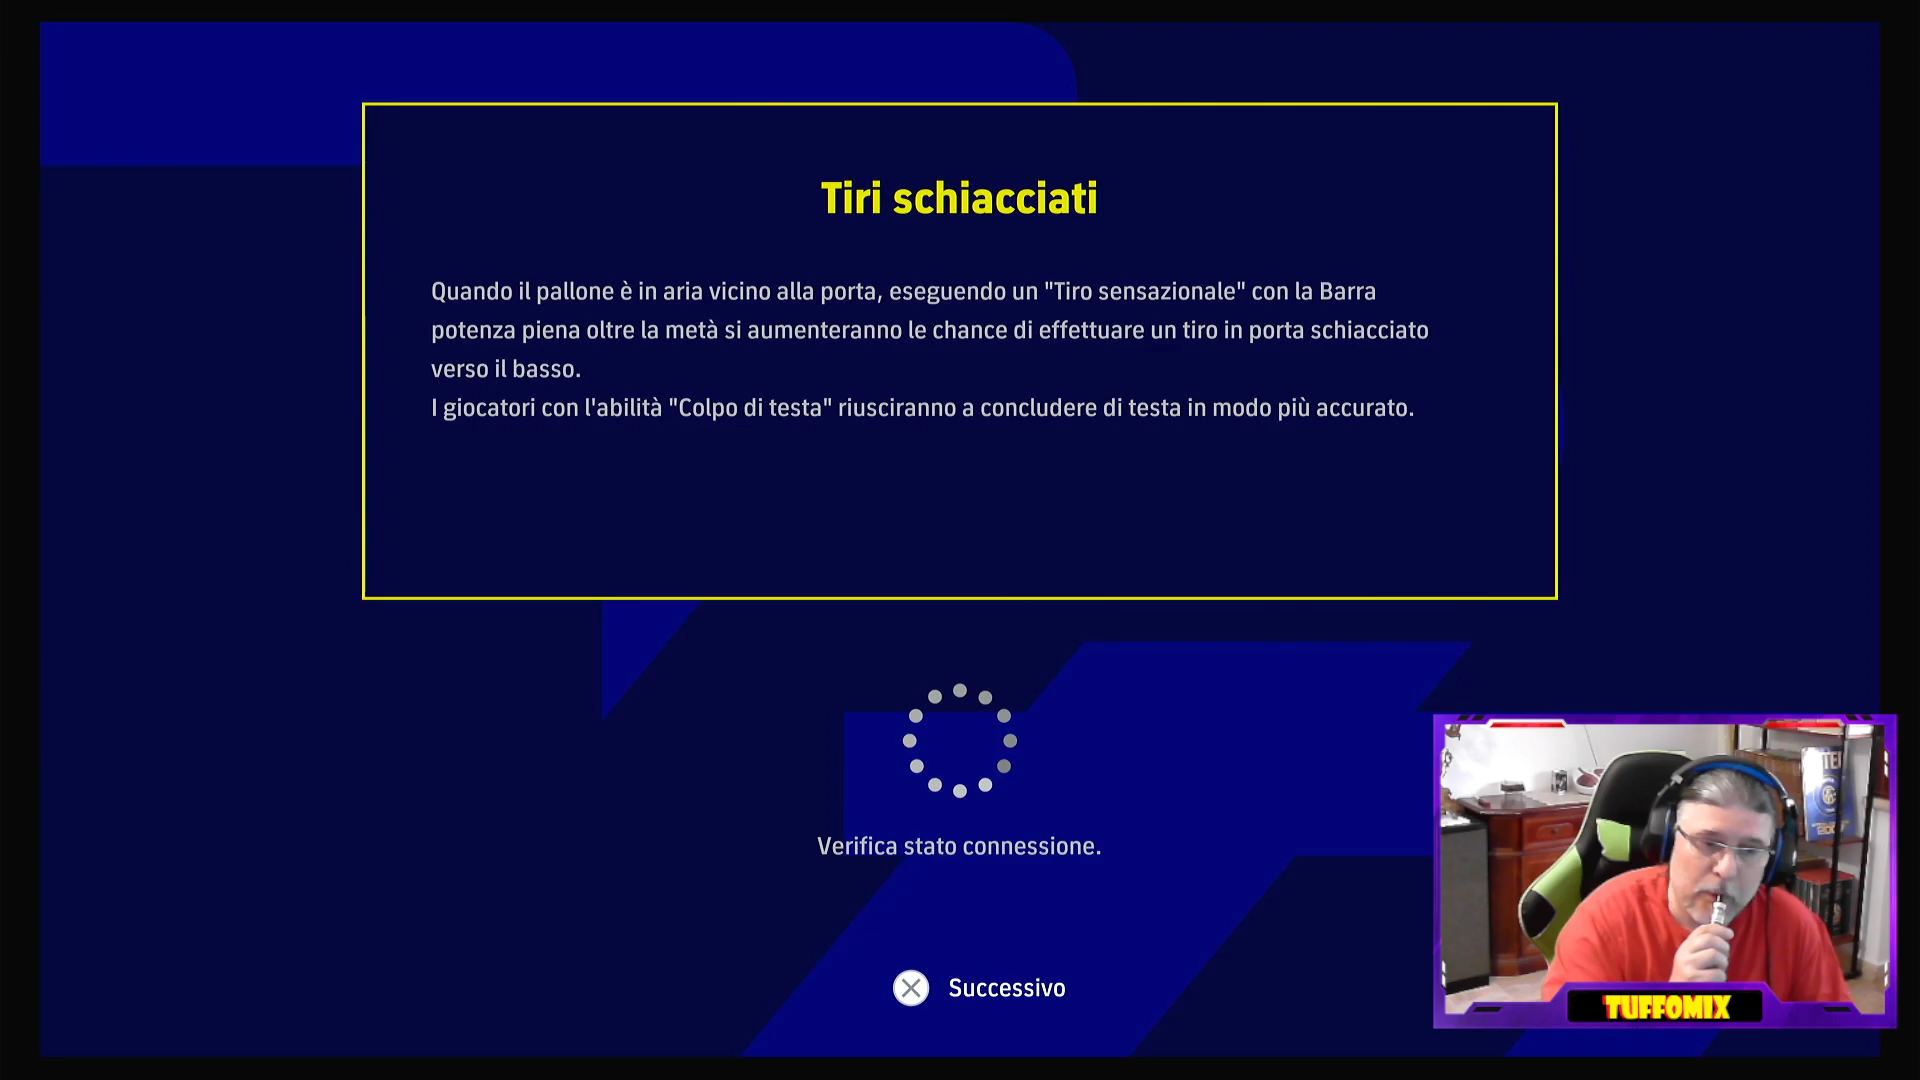 Tiri schiacciati
Quando il pallone è in aria vicino alla porta, eseguendo un "Tiro sensazionale" con la Barra
potenza piena oltre la metà si aumenteranno le chance di effettuare un tiro in porta schiacciato
verso il basso.
I giocatori con l'abilità "Colpo di testa" riusciranno a concludere di testa in modo più accurato.
Verifica stato connessione.
Successivo
TUFFOMIX